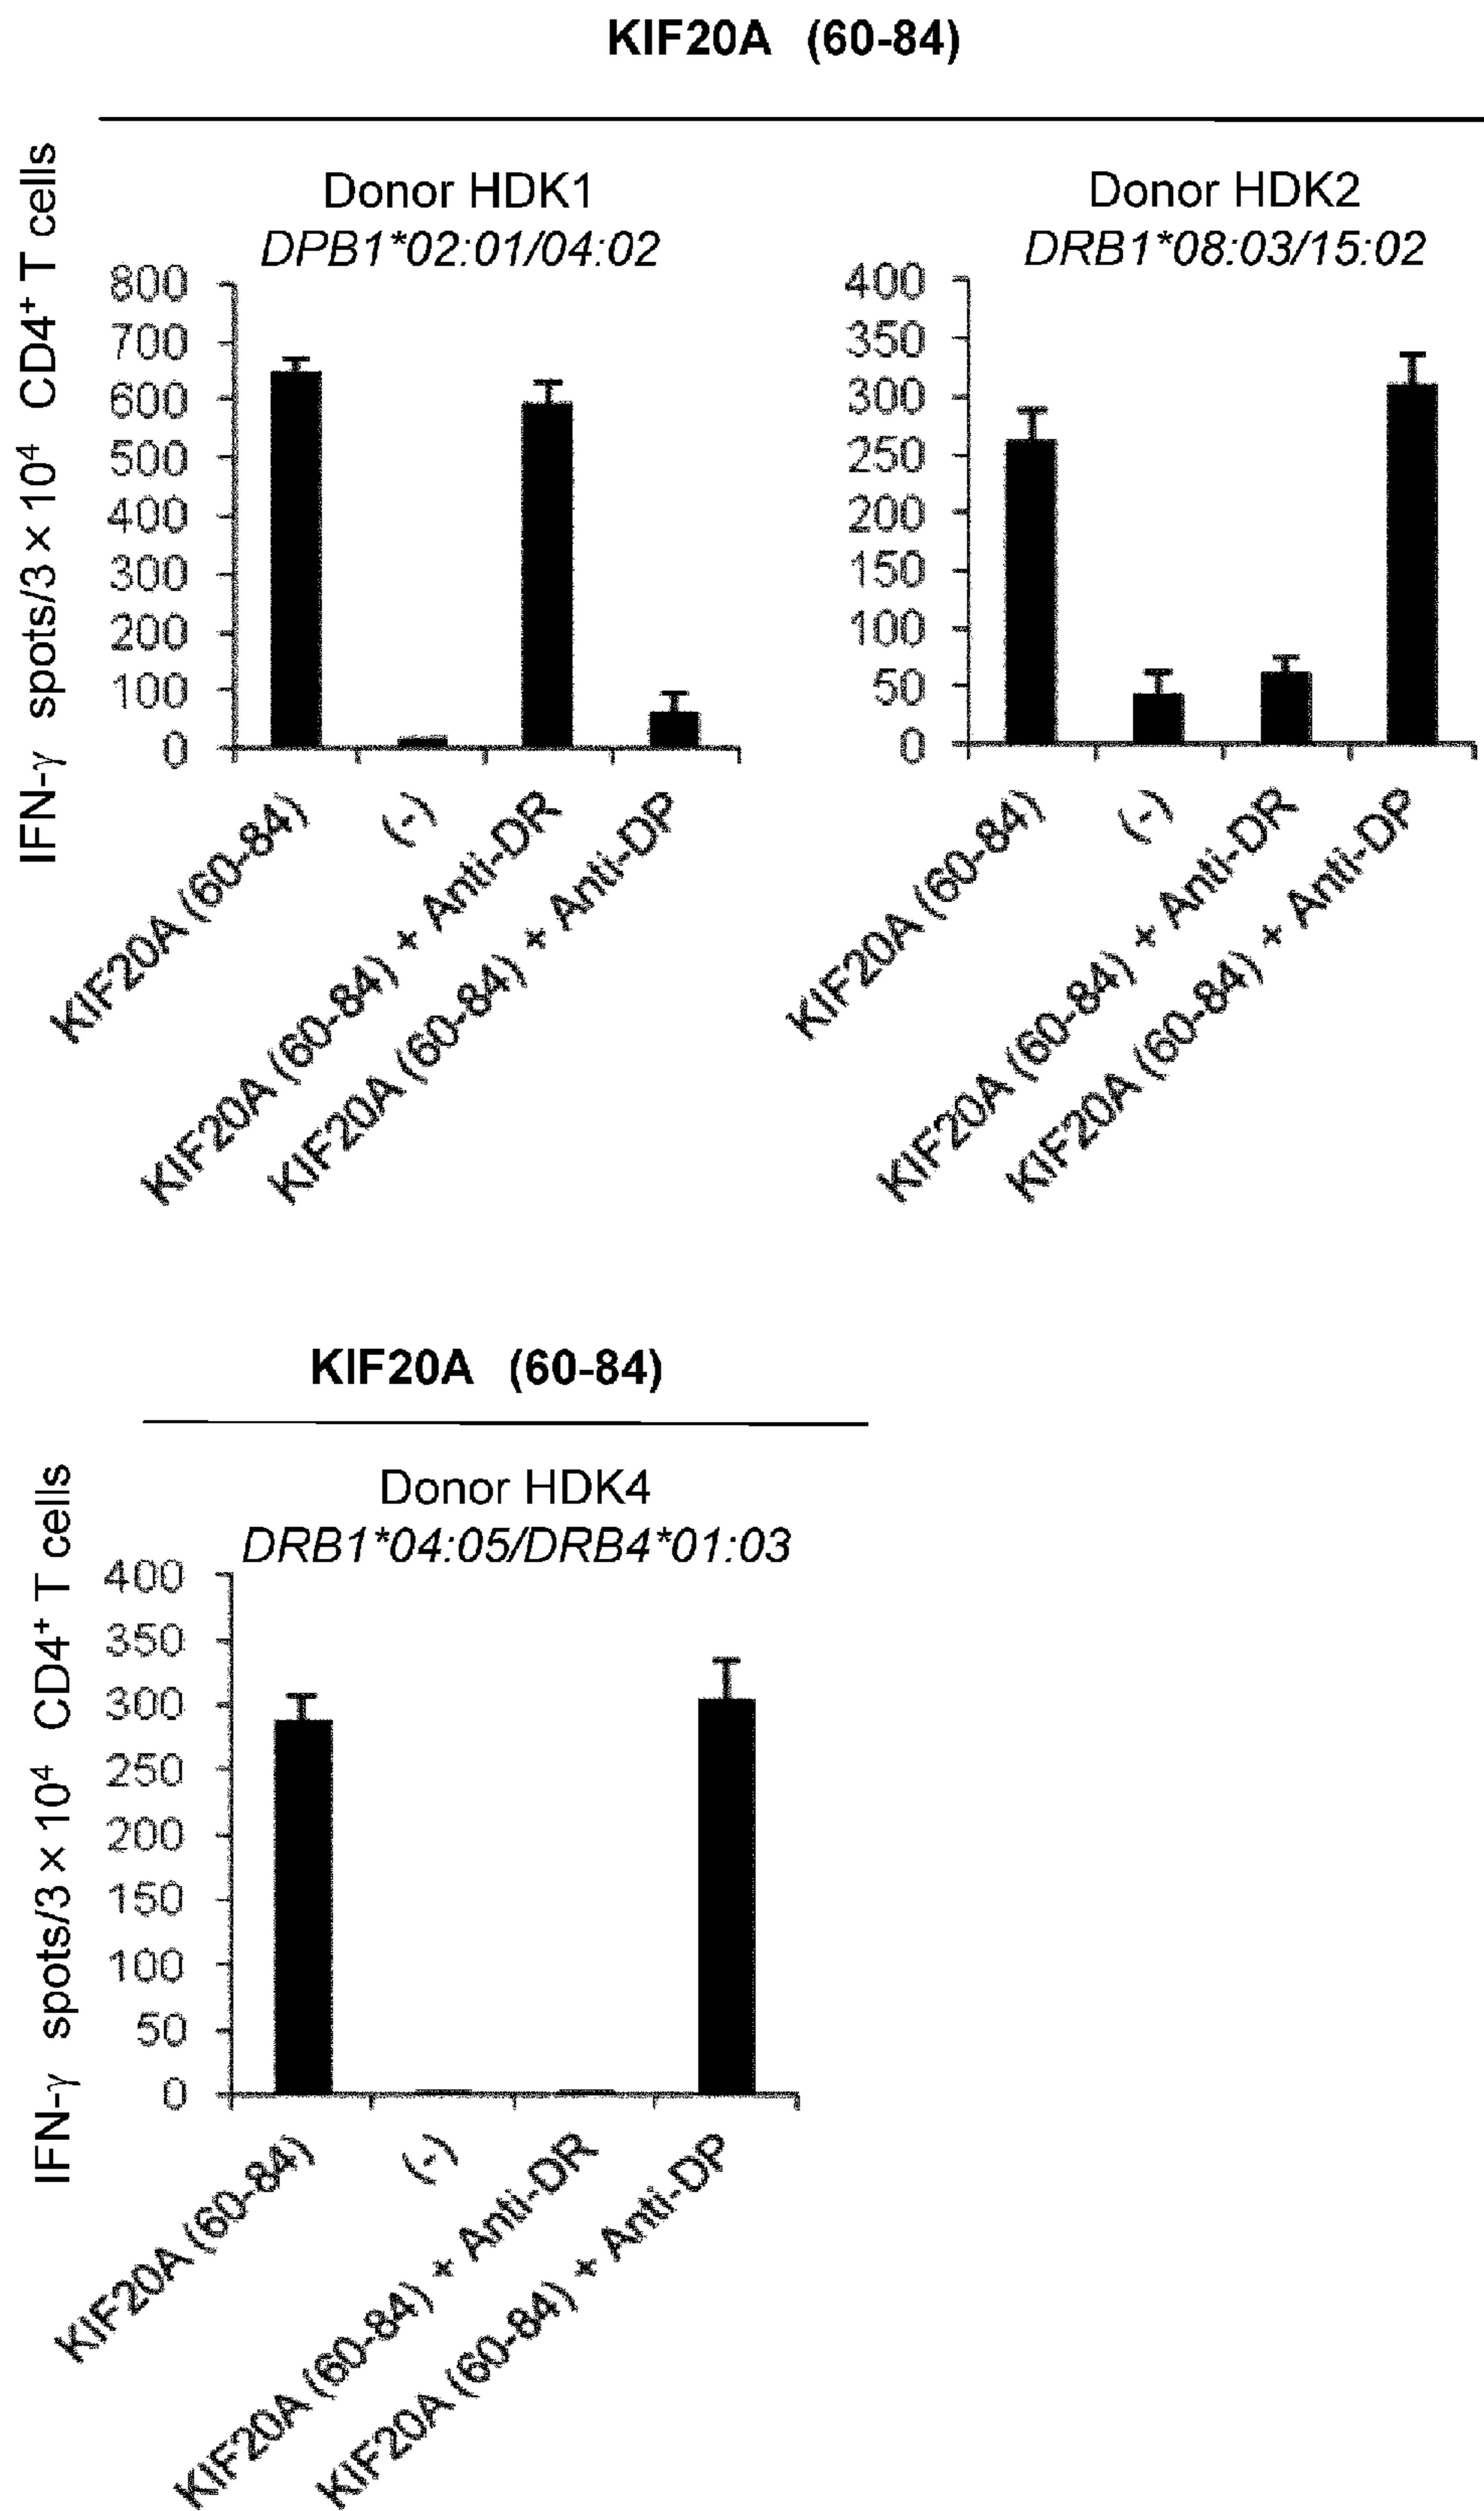 KIF20A (60-84)
IFN-γ spots/3 × 10⁴ CD4⁺ T cells
Donor HDK1
DPB1*02:01/04:02
800
700
600
500
400
300
200
100
0
KIF20A (60-84)
(-)
KIF20A (60-84) + Anti-DR
KIF20A (60-84) + Anti-DP
Donor HDK2
DRB1*08:03/15:02
400
350
300
250
200
150
100
50
0
KIF20A (60-84)
(-)
KIF20A (60-84) + Anti-DR
KIF20A (60-84) + Anti-DP
KIF20A (60-84)
IFN-γ spots/3 × 10⁴ CD4⁺ T cells
Donor HDK4
DRB1*04:05/DRB4*01:03
400
350
300
250
200
150
100
50
0
KIF20A (60-84)
(-)
KIF20A (60-84) + Anti-DR
KIF20A (60-84) + Anti-DP